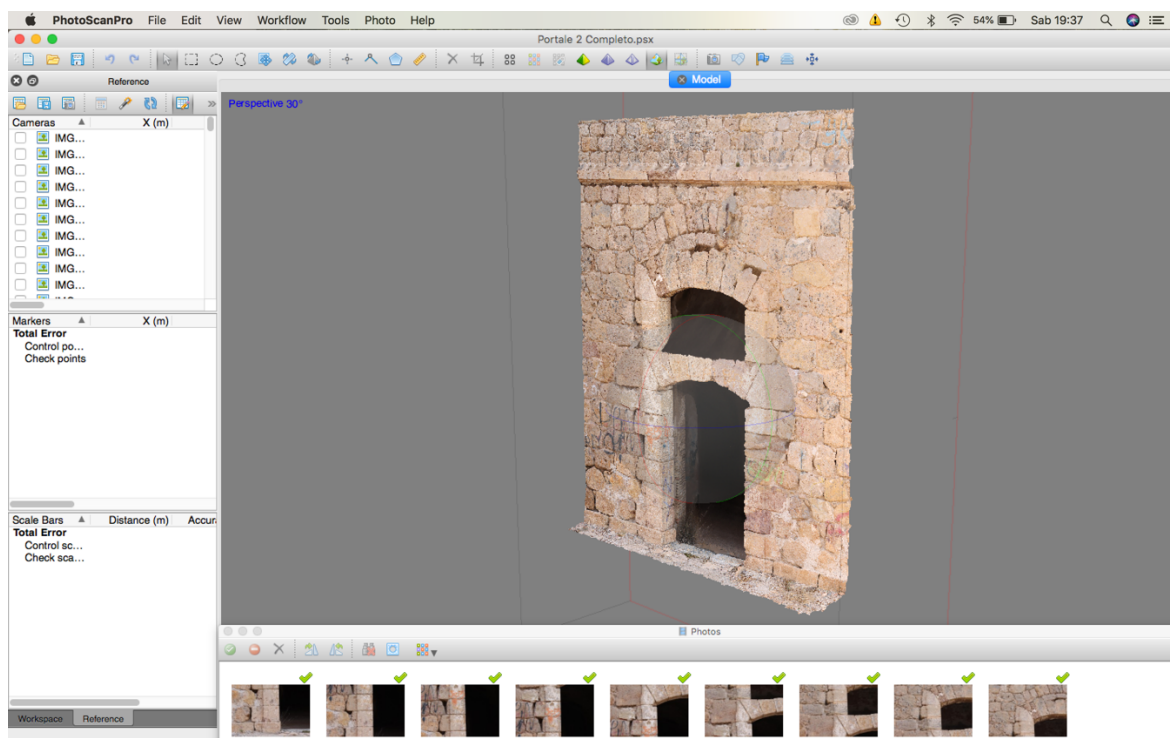 PhotoScanPro File Edit View Workflow Tools Photo Help 54% Sab 19:37
Portale 2 Completo.psx
Reference
Model
»
Perspective 30°
Cameras X (m)
IMG...
IMG...
IMG...
IMG...
IMG...
IMG...
IMG...
IMG...
IMG...
IMG...
Markers X (m)
Total Error
Control po...
Check points
Scale Bars Distance (m) Accur
Total Error
Control sc...
Check sca...
Photos
Workspace Reference